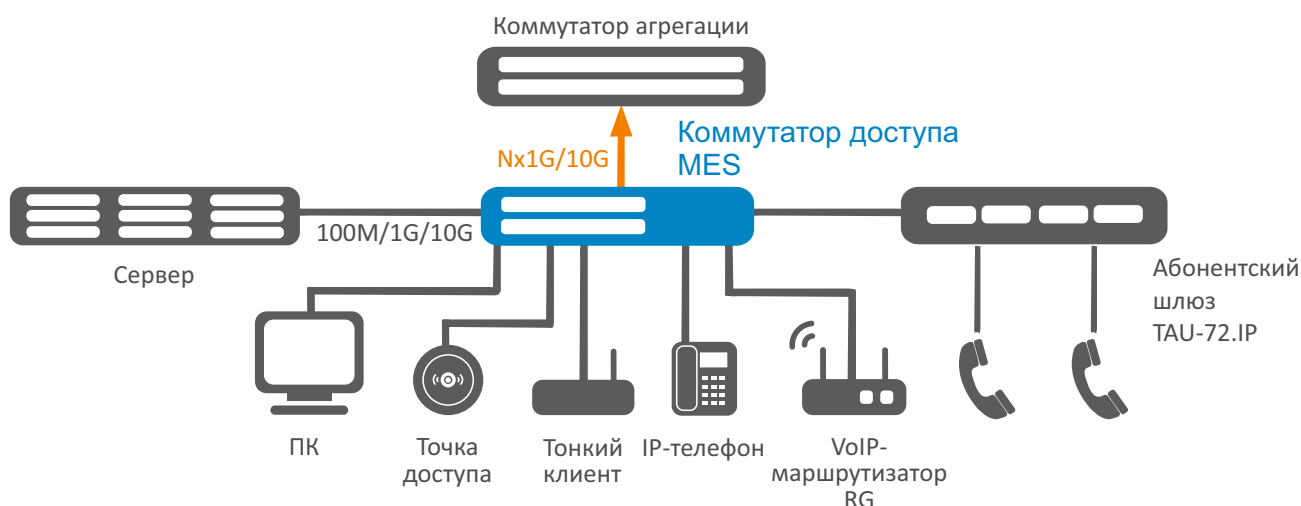 Коммутатор агрегации
Коммутатор доступа
MES
Nx1G/10G
100M/1G/10G
Сервер
Абонентский
шлюз
TAU-72.IP
ПК
Точка
доступа
Тонкий
клиент
IP-телефон
VoIP-
маршрутизатор
RG